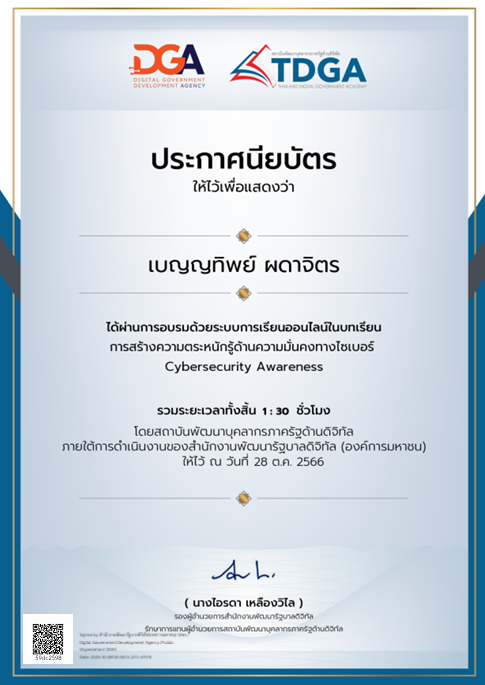 DGA
DIGITAL GOVERNMENT
DEVELOPMENT AGENCY
สถาบันพัฒนาบุคลากรภาครัฐด้านดิจิทัล
TDGA
THAILAND DIGITAL GOVERNMENT ACADEMY
ประกาศนียบัตร
ให้ไว้เพื่อแสดงว่า
เบญญทิพย์ ผดาจิตร
ได้ผ่านการอบรมด้วยระบบการเรียนออนไลน์ในบทเรียน
การสร้างความตระหนักรู้ด้านความมั่นคงทางไซเบอร์
Cybersecurity Awareness
รวมระยะเวลาทั้งสิ้น 1 : 30 ชั่วโมง
โดยสถาบันพัฒนาบุคลากรภาครัฐด้านดิจิทัล
ภายใต้การดำเนินงานของสำนักงานพัฒนารัฐบาลดิจิทัล (องค์การมหาชน)
ให้ไว้ ณ วันที่ 28 ต.ค. 2566
( นางไอรดา เหลืองวิไล )
รองผู้อำนวยการสำนักงานพัฒนารัฐบาลดิจิทัล
รักษาการแทนผู้อำนวยการสถาบันพัฒนาบุคลากรภาครัฐด้านดิจิทัล
Digital Government Development Agency (Public
Organization) (DGA)
59dc2598